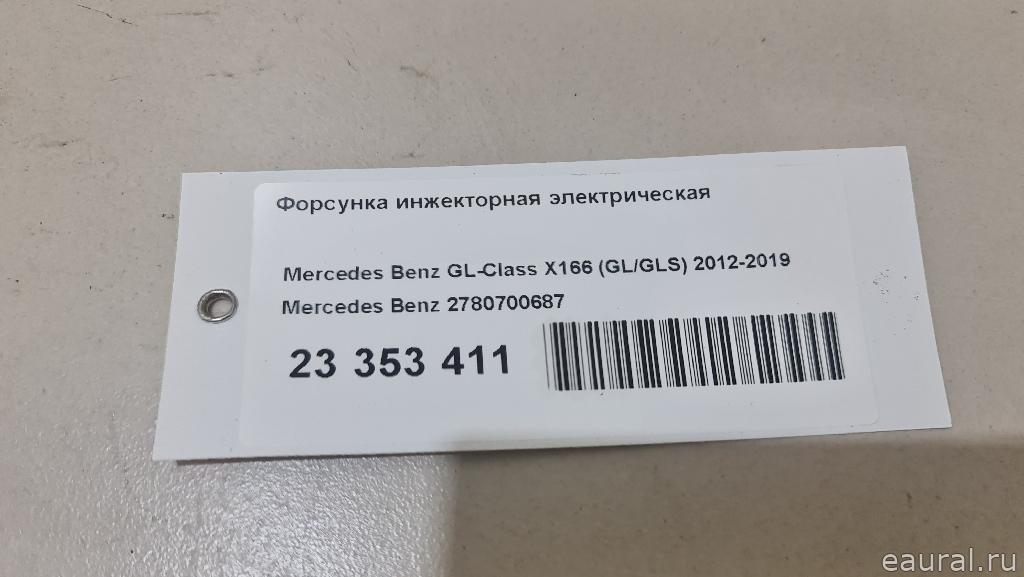 Форсунка инжекторная электрическая
Mercedes Benz GL-Class X166 (GL/GLS) 2012-2019
Mercedes Benz 2780700687
23 353 411
eaural.ru